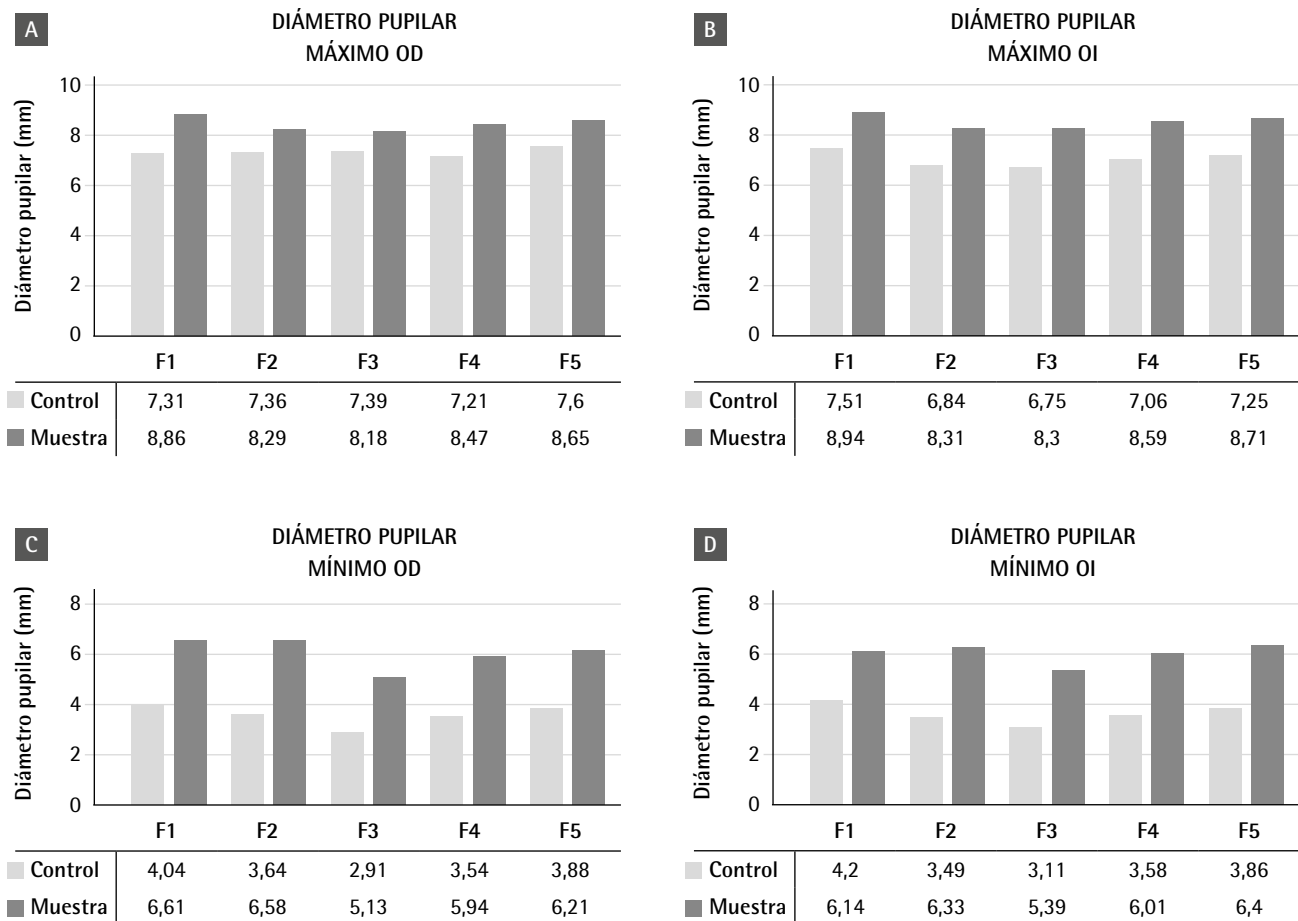 A
DIÁMETRO PUPILAR
MÁXIMO OD
Diámetro pupilar (mm)
10
8
6
4
2
0
F1 F2 F3 F4 F5
Control 7,31 7,36 7,39 7,21 7,6
Muestra 8,86 8,29 8,18 8,47 8,65
B
DIÁMETRO PUPILAR
MÁXIMO OI
Diámetro pupilar (mm)
10
8
6
4
2
0
F1 F2 F3 F4 F5
Control 7,51 6,84 6,75 7,06 7,25
Muestra 8,94 8,31 8,3 8,59 8,71
C
DIÁMETRO PUPILAR
MÍNIMO OD
Diámetro pupilar (mm)
8
6
4
2
0
F1 F2 F3 F4 F5
Control 4,04 3,64 2,91 3,54 3,88
Muestra 6,61 6,58 5,13 5,94 6,21
D
DIÁMETRO PUPILAR
MÍNIMO OI
Diámetro pupilar (mm)
8
6
4
2
0
F1 F2 F3 F4 F5
Control 4,2 3,49 3,11 3,58 3,86
Muestra 6,14 6,33 5,39 6,01 6,4